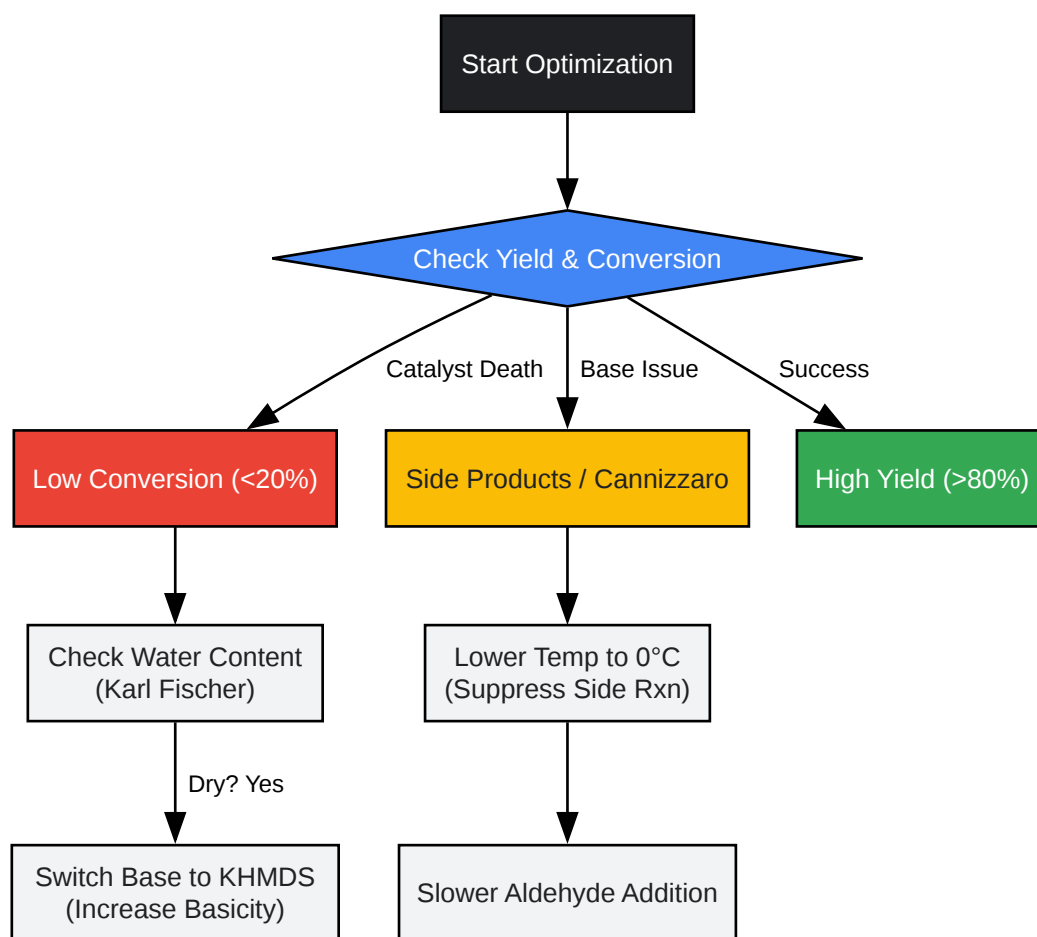 Start Optimization
Check Yield & Conversion
Catalyst Death
Base Issue
Success
Low Conversion (<20%)
Side Products / Cannizzaro
High Yield (>80%)
Check Water Content
(Karl Fischer)
Lower Temp to 0°C
(Suppress Side Rxn)
Dry? Yes
Switch Base to KHMDS
(Increase Basicity)
Slower Aldehyde Addition